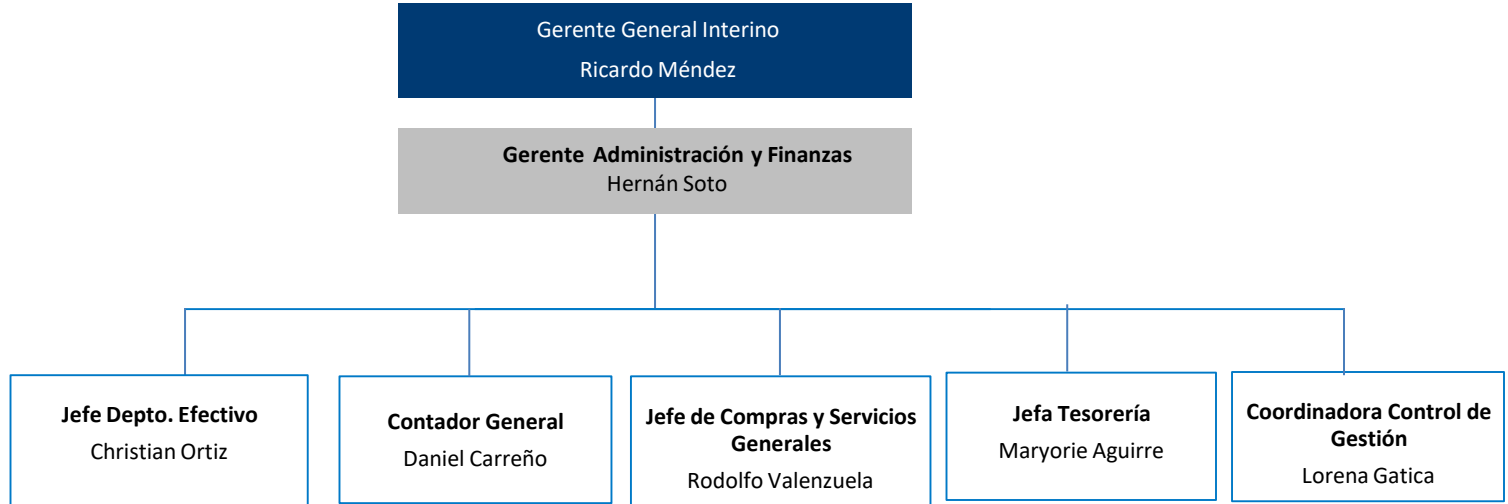 Gerente General Interino
Ricardo Méndez
Gerente Administración y Finanzas
Hernán Soto
Jefe Depto. Efectivo
Christian Ortiz
Contador General
Daniel Carreño
Jefe de Compras y Servicios
Generales
Rodolfo Valenzuela
Jefa Tesorería
Maryorie Aguirre
Coordinadora Control de
Gestión
Lorena Gatica